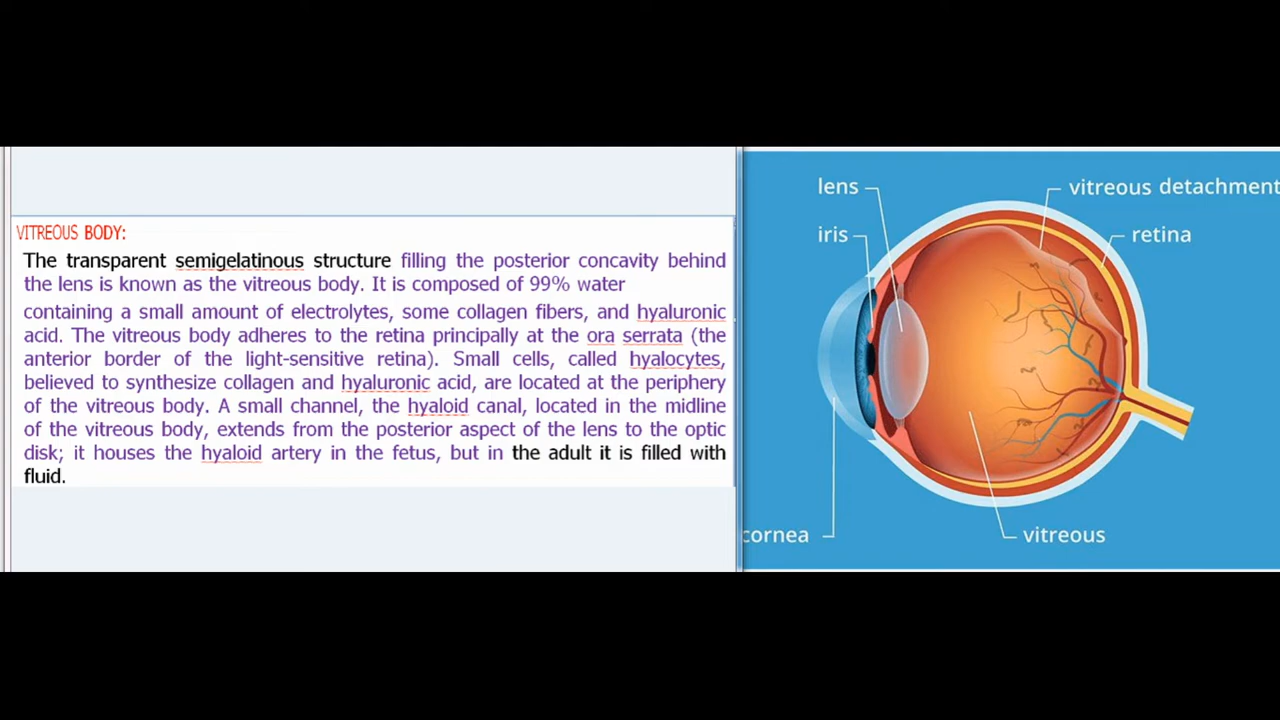 VITREOUS BODY:
The transparent semigelatinous structure filling the posterior concavity behind
the lens is known as the vitreous body. It is composed of 99% water
containing a small amount of electrolytes, some collagen fibers, and hyaluronic
acid. The vitreous body adheres to the retina principally at the ora serrata (the
anterior border of the light-sensitive retina). Small cells, called hyalocytes,
believed to synthesize collagen and hyaluronic acid, are located at the periphery
of the vitreous body. A small channel, the hyaloid canal, located in the midline
of the vitreous body, extends from the posterior aspect of the lens to the optic
disk; it houses the hyaloid artery in the fetus, but in the adult it is filled with
fluid.
lens
vitreous detachment
iris
retina
cornea
vitreous